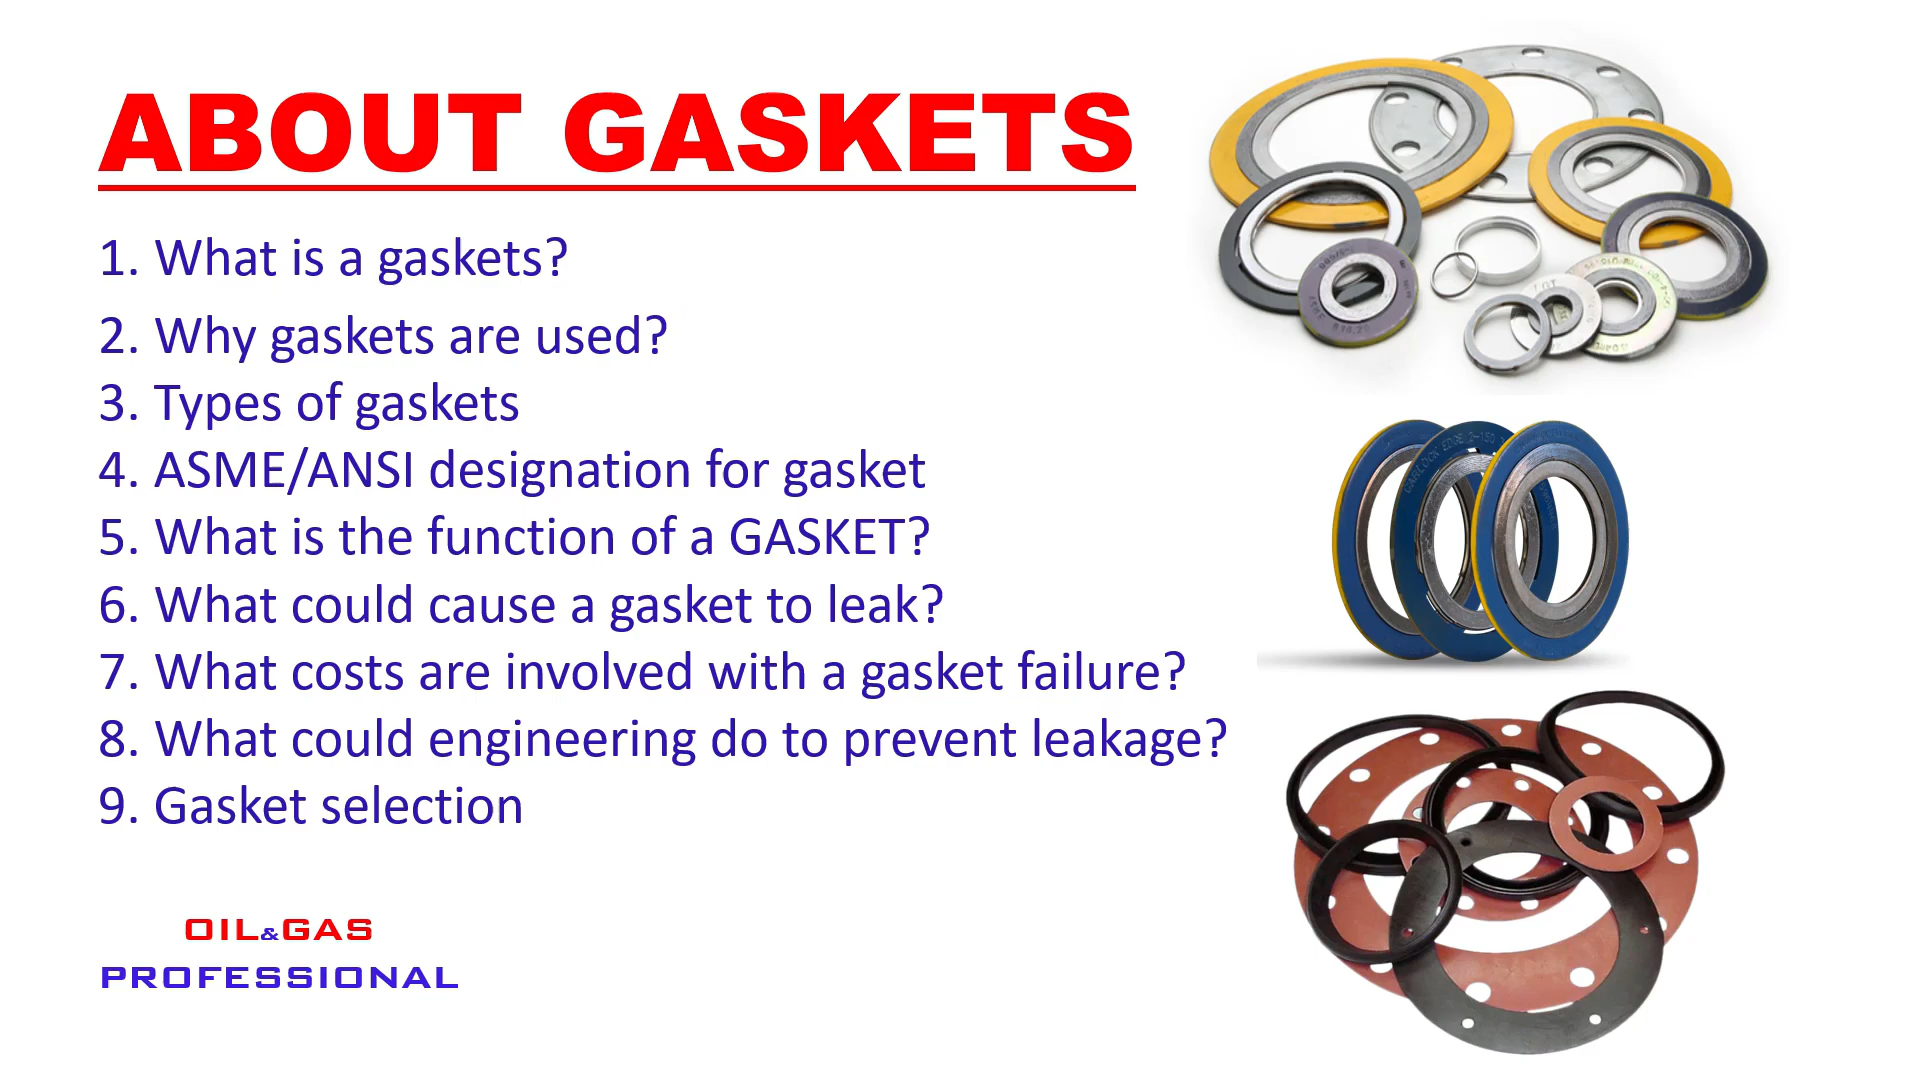 ABOUT GASKETS
1. What is a gaskets?
2. Why gaskets are used?
3. Types of gaskets
4. ASME/ANSI designation for gasket
5. What is the function of a GASKET?
6. What could cause a gasket to leak?
7. What costs are involved with a gasket failure?
8. What could engineering do to prevent leakage?
9. Gasket selection
OIL&GAS
PROFESSIONAL